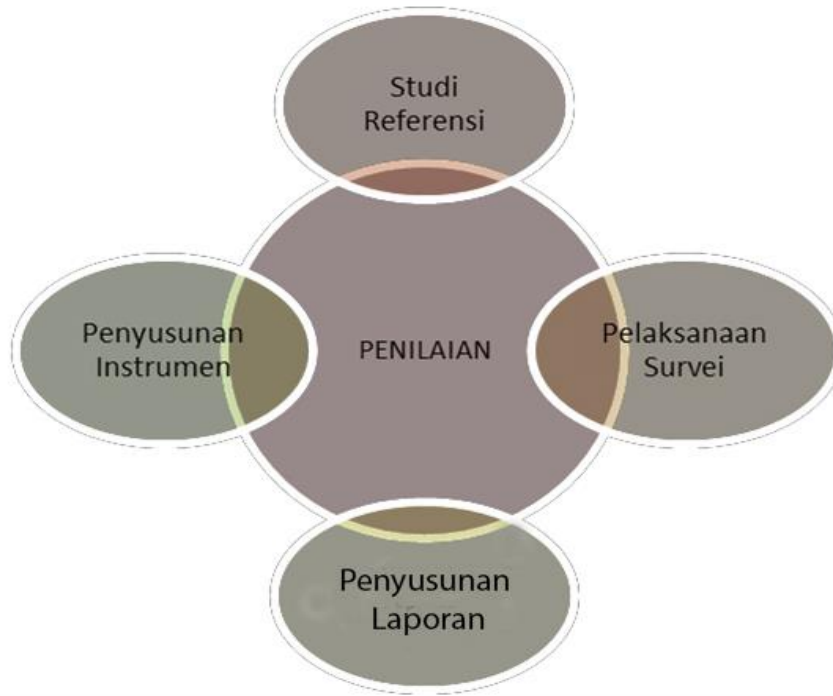 Studi
Referensi
Penyusunan
Instrumen
PENILAIAN
Pelaksanaan
Survei
Penyusunan
Laporan